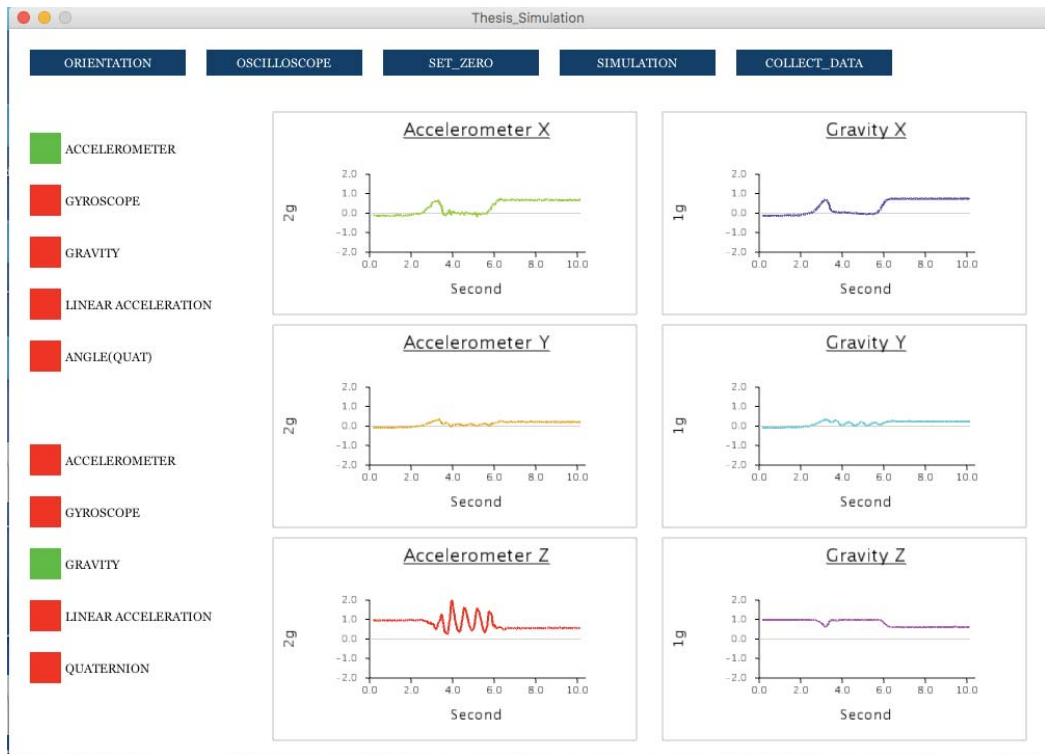 Thesis_Simulation
ORIENTATION OSCILLOSCOPE SET_ZERO SIMULATION COLLECT_DATA
ACCELEROMETER
GYROSCOPE
GRAVITY
LINEAR ACCELERATION
ANGLE(QUAT)
ACCELEROMETER
GYROSCOPE
GRAVITY
LINEAR ACCELERATION
QUATERNION
Accelerometer X
2g
2.0
1.0
0.0
-1.0
-2.0
0.0 2.0 4.0 6.0 8.0 10.0
Second
Gravity X
1g
2.0
1.0
0.0
-1.0
-2.0
0.0 2.0 4.0 6.0 8.0 10.0
Second
Accelerometer Y
2g
2.0
1.0
0.0
-1.0
-2.0
0.0 2.0 4.0 6.0 8.0 10.0
Second
Gravity Y
1g
2.0
1.0
0.0
-1.0
-2.0
0.0 2.0 4.0 6.0 8.0 10.0
Second
Accelerometer Z
2g
2.0
1.0
0.0
-1.0
-2.0
0.0 2.0 4.0 6.0 8.0 10.0
Second
Gravity Z
1g
2.0
1.0
0.0
-1.0
-2.0
0.0 2.0 4.0 6.0 8.0 10.0
Second